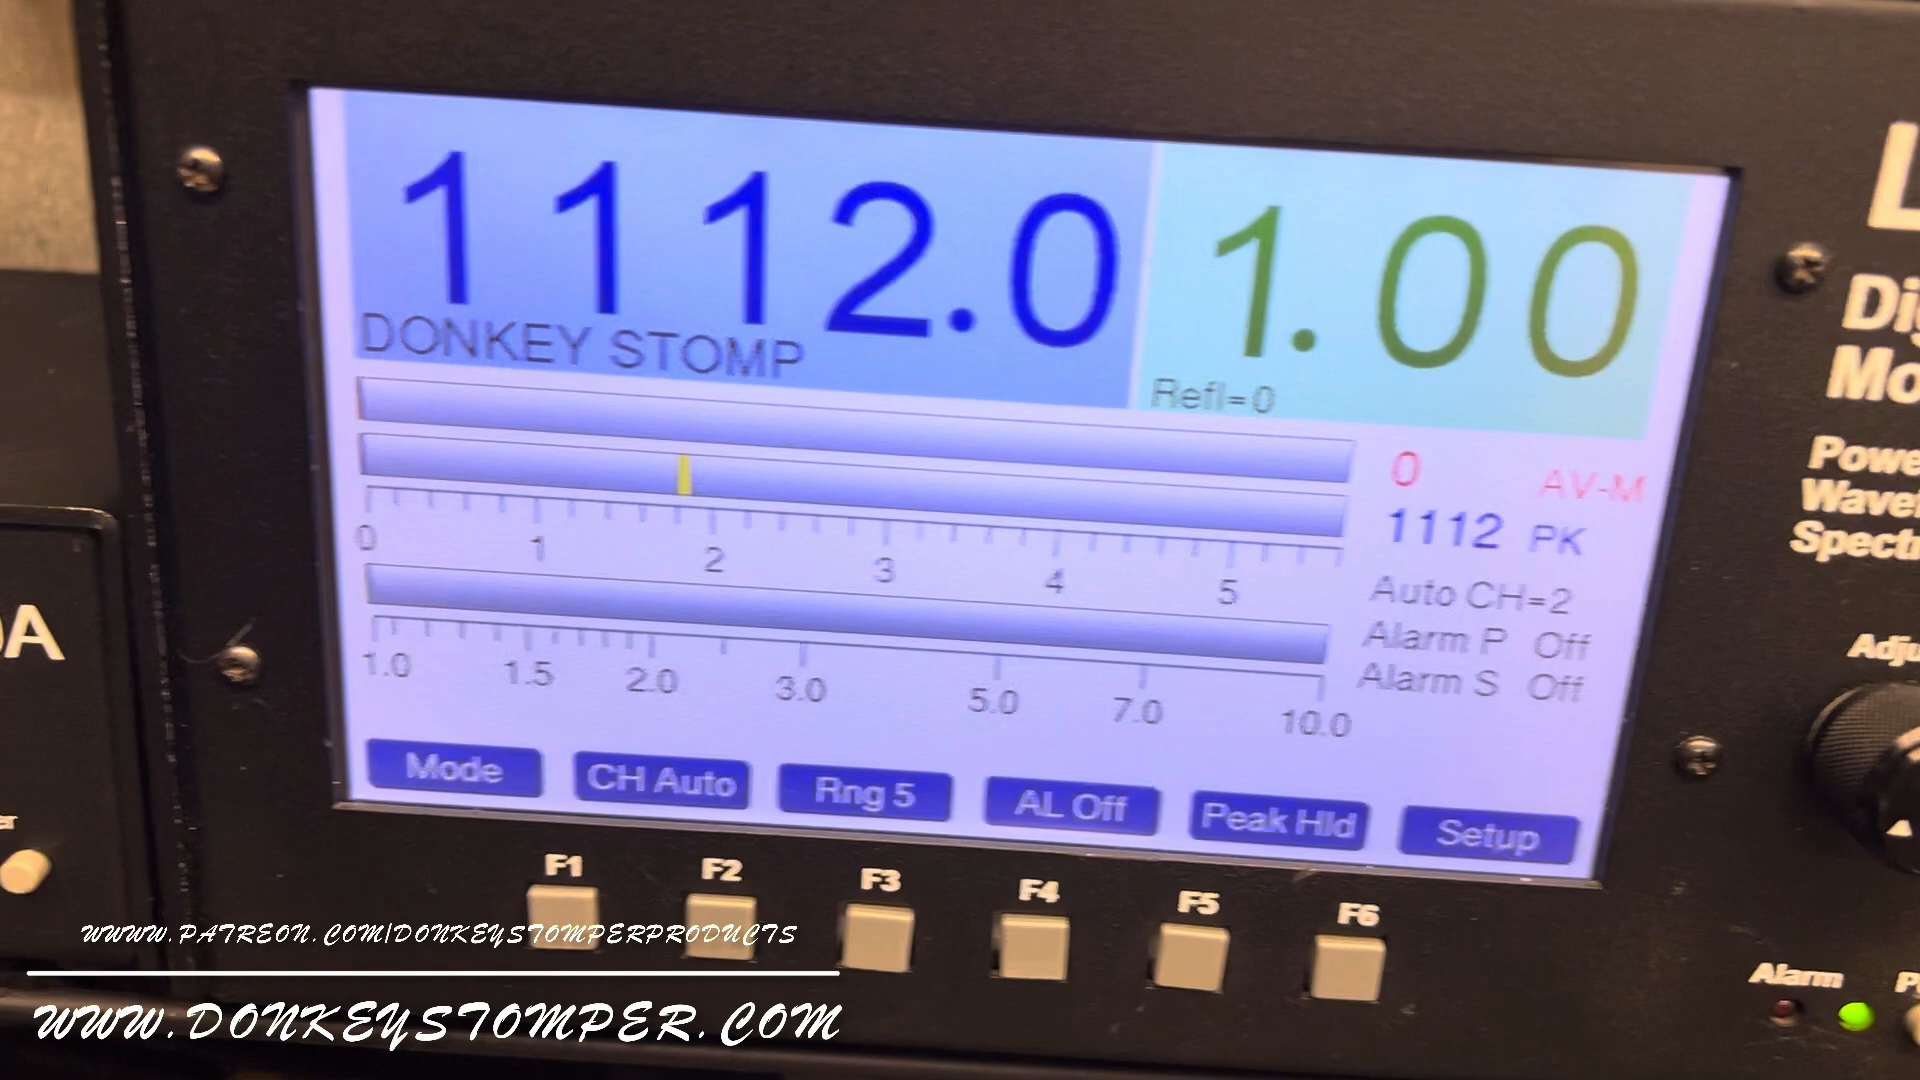 1112.0
1.00
DONKEY STOMP
Refl=0
0 AV-M
1112 PK
0 1 2 3 4 5
Auto CH=2
Alarm P Off
Alarm S Off
1.0 1.5 2.0 3.0 5.0 7.0 10.0
Mode CH Auto Rng 5 AL Off Peak Hld Setup
F1 F2 F3 F4 F5 F6
Alarm
WWW.PATREON.COM/DONKEYSTOMPERPRODUCTS
WWW.DONKEYSTOMPER.COM